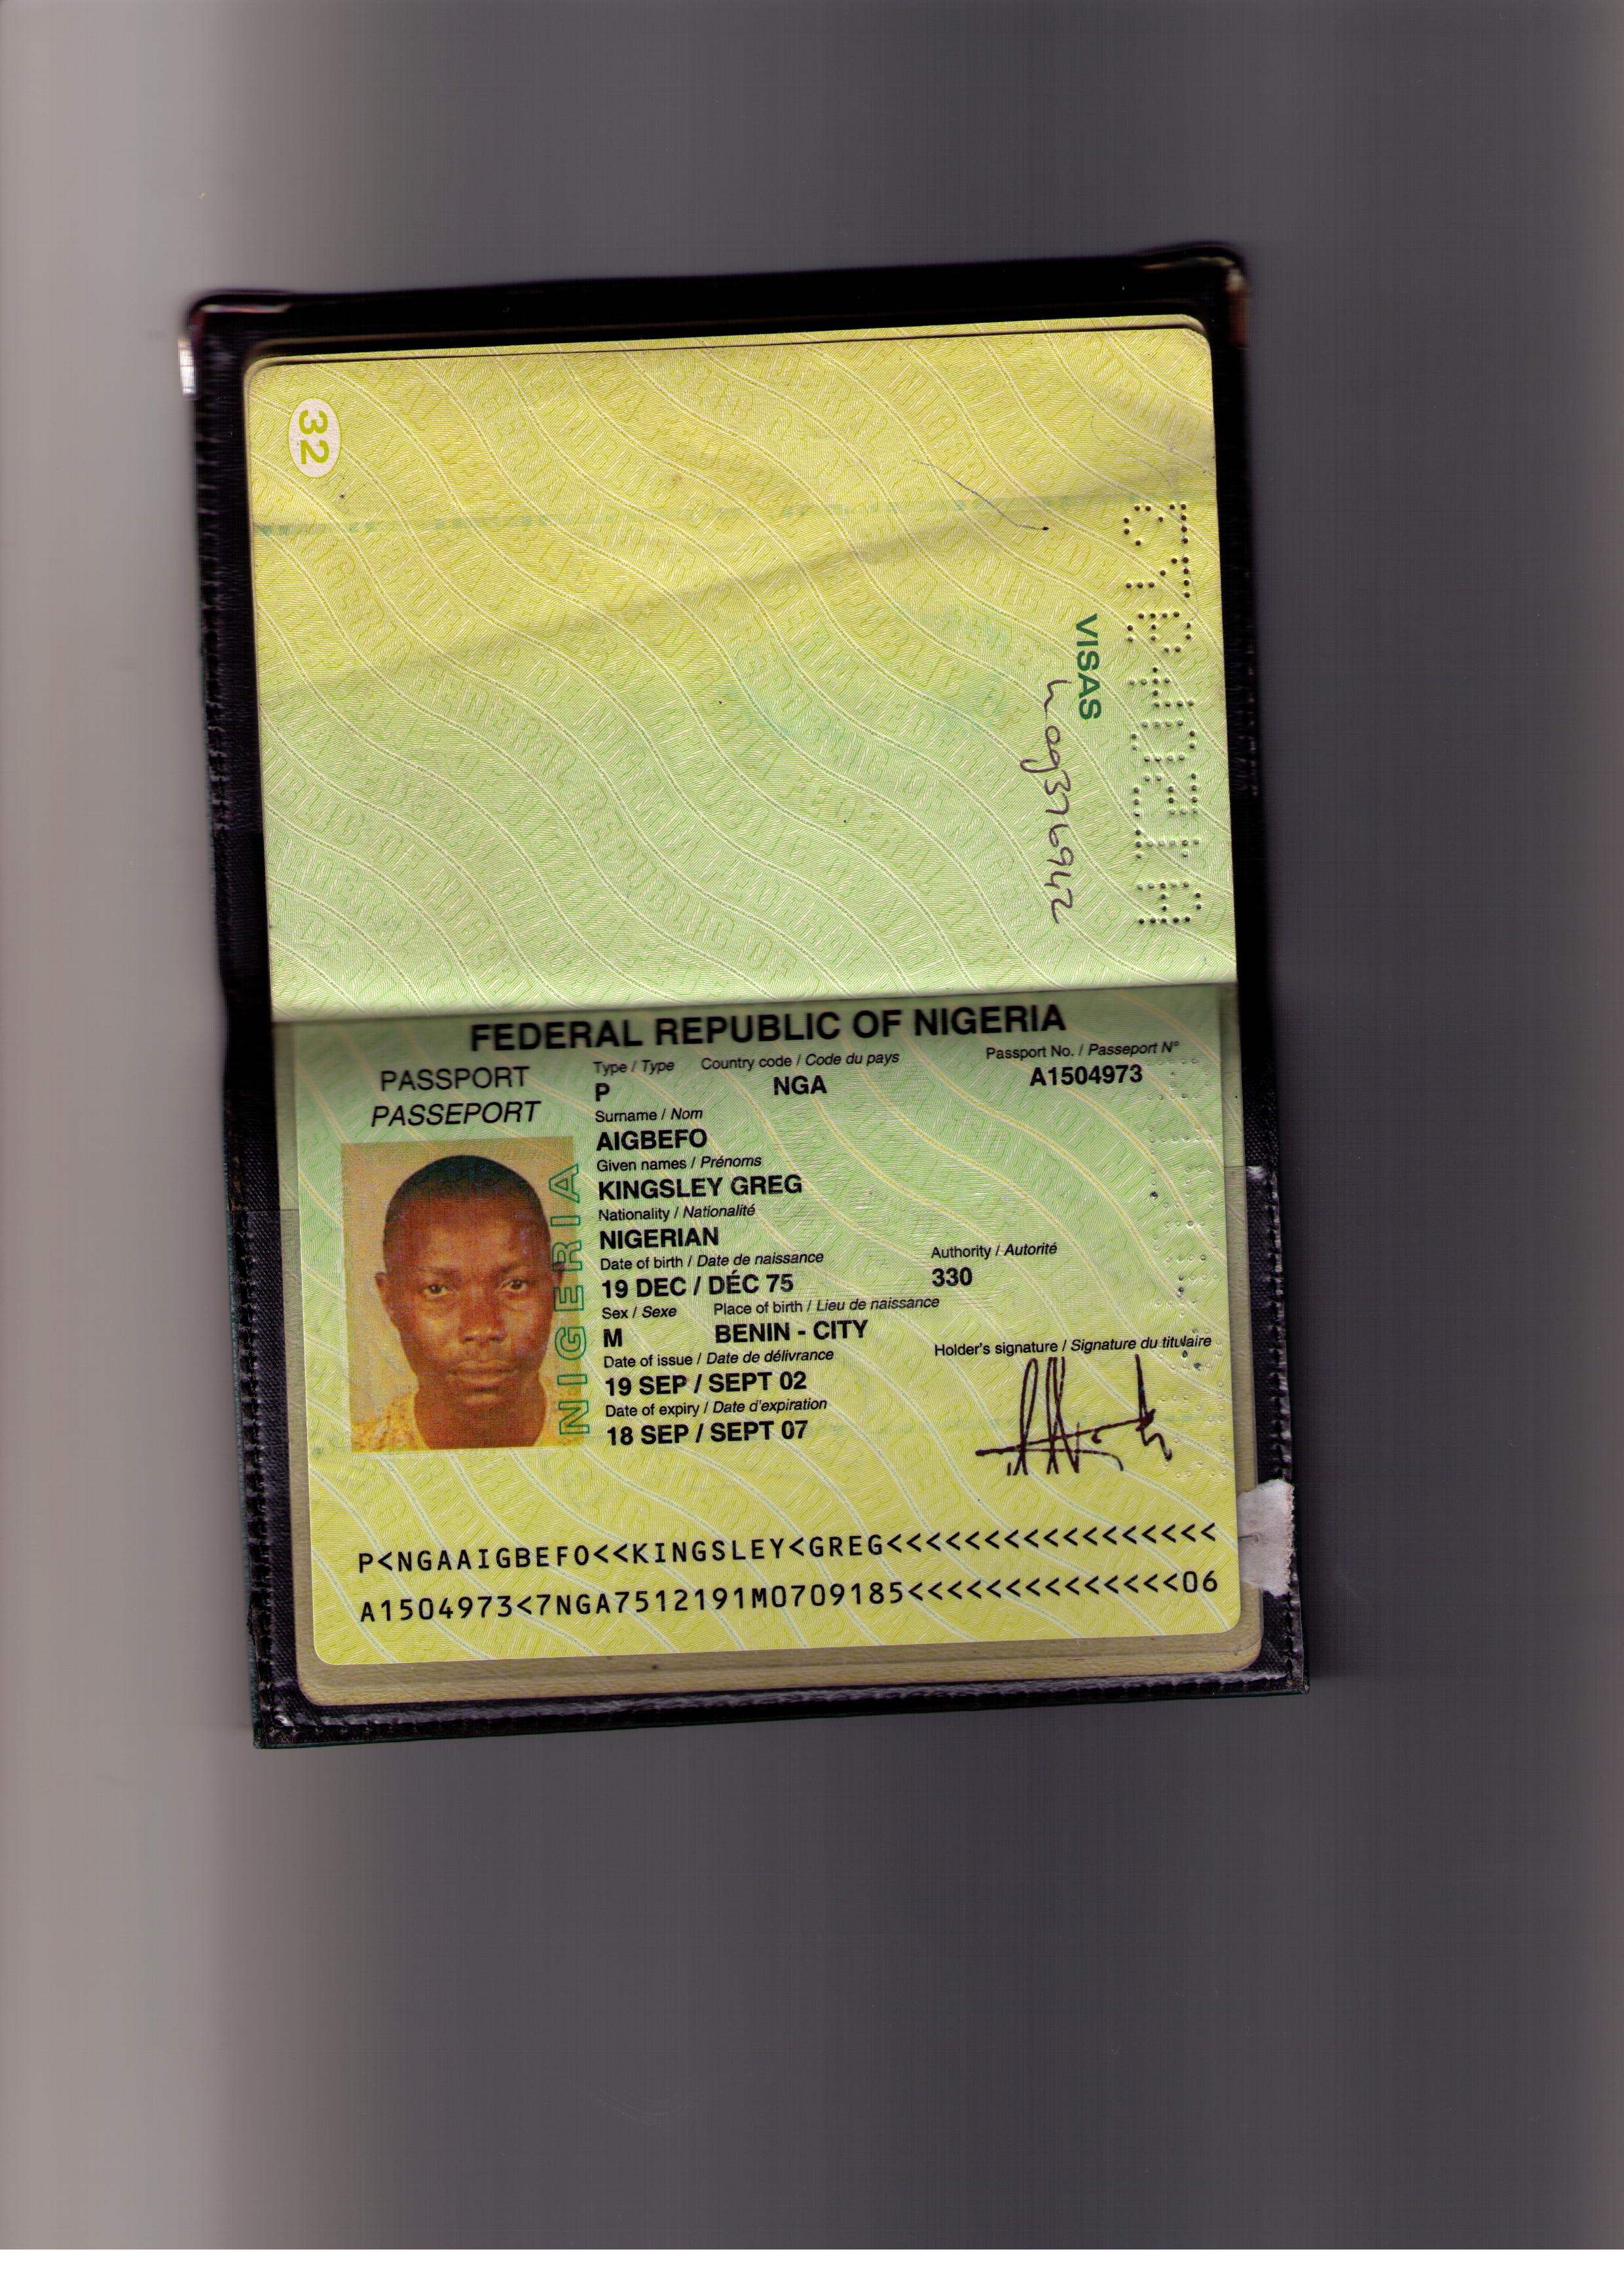 32
VISAS
A1504973
FEDERAL REPUBLIC OF NIGERIA
PASSPORT
PASSEPORT
Type / Type Country code / Code du pays Passport No. / Passeport N°
P NGA A1504973
Surname / Nom
AIGBEFO
Given names / Prénoms
KINGSLEY GREG
Nationality / Nationalité
NIGERIAN
Date of birth / Date de naissance Authority / Autorité
19 DEC / DÉC 75 330
Sex / Sexe Place of birth / Lieu de naissance
M BENIN - CITY
Date of issue / Date de délivrance Holder's signature / Signature du titulaire
19 SEP / SEPT 02
Date of expiry / Date d'expiration
18 SEP / SEPT 07
NIGERIA
P<NGAAIGBEFO<<KINGSLEY<GREG<<<<<<<<<<<<<<<<<
A1504973<7NGA7512191M0709185<<<<<<<<<<<<<<06